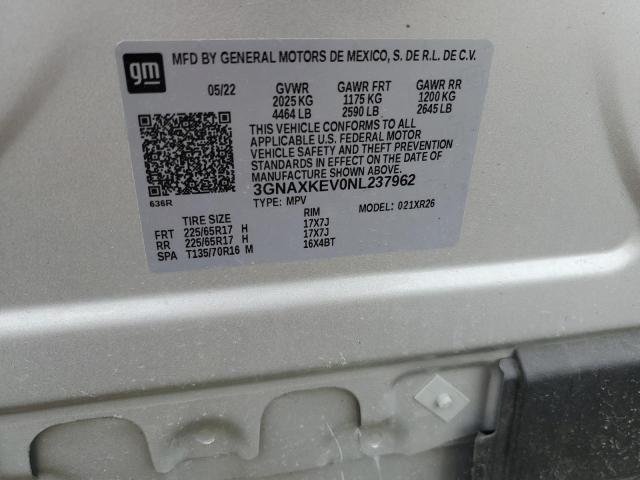 gm
MFD BY GENERAL MOTORS DE MEXICO, S. DE R.L. DE C.V.
05/22 GVWR GAWR FRT GAWR RR
2025 KG 1175 KG 1200 KG
4464 LB 2590 LB 2645 LB
THIS VEHICLE CONFORMS TO ALL
APPLICABLE U.S. FEDERAL MOTOR
VEHICLE SAFETY AND THEFT PREVENTION
STANDARDS IN EFFECT ON THE DATE OF
MANUFACTURE SHOWN ABOVE.
3GNAXKEV0NL237962
636R
TYPE: MPV MODEL: 021XR26
TIRE SIZE RIM
FRT 225/65R17 H 17X7J
RR 225/65R17 H 17X7J
SPA T135/70R16 M 16X4BT